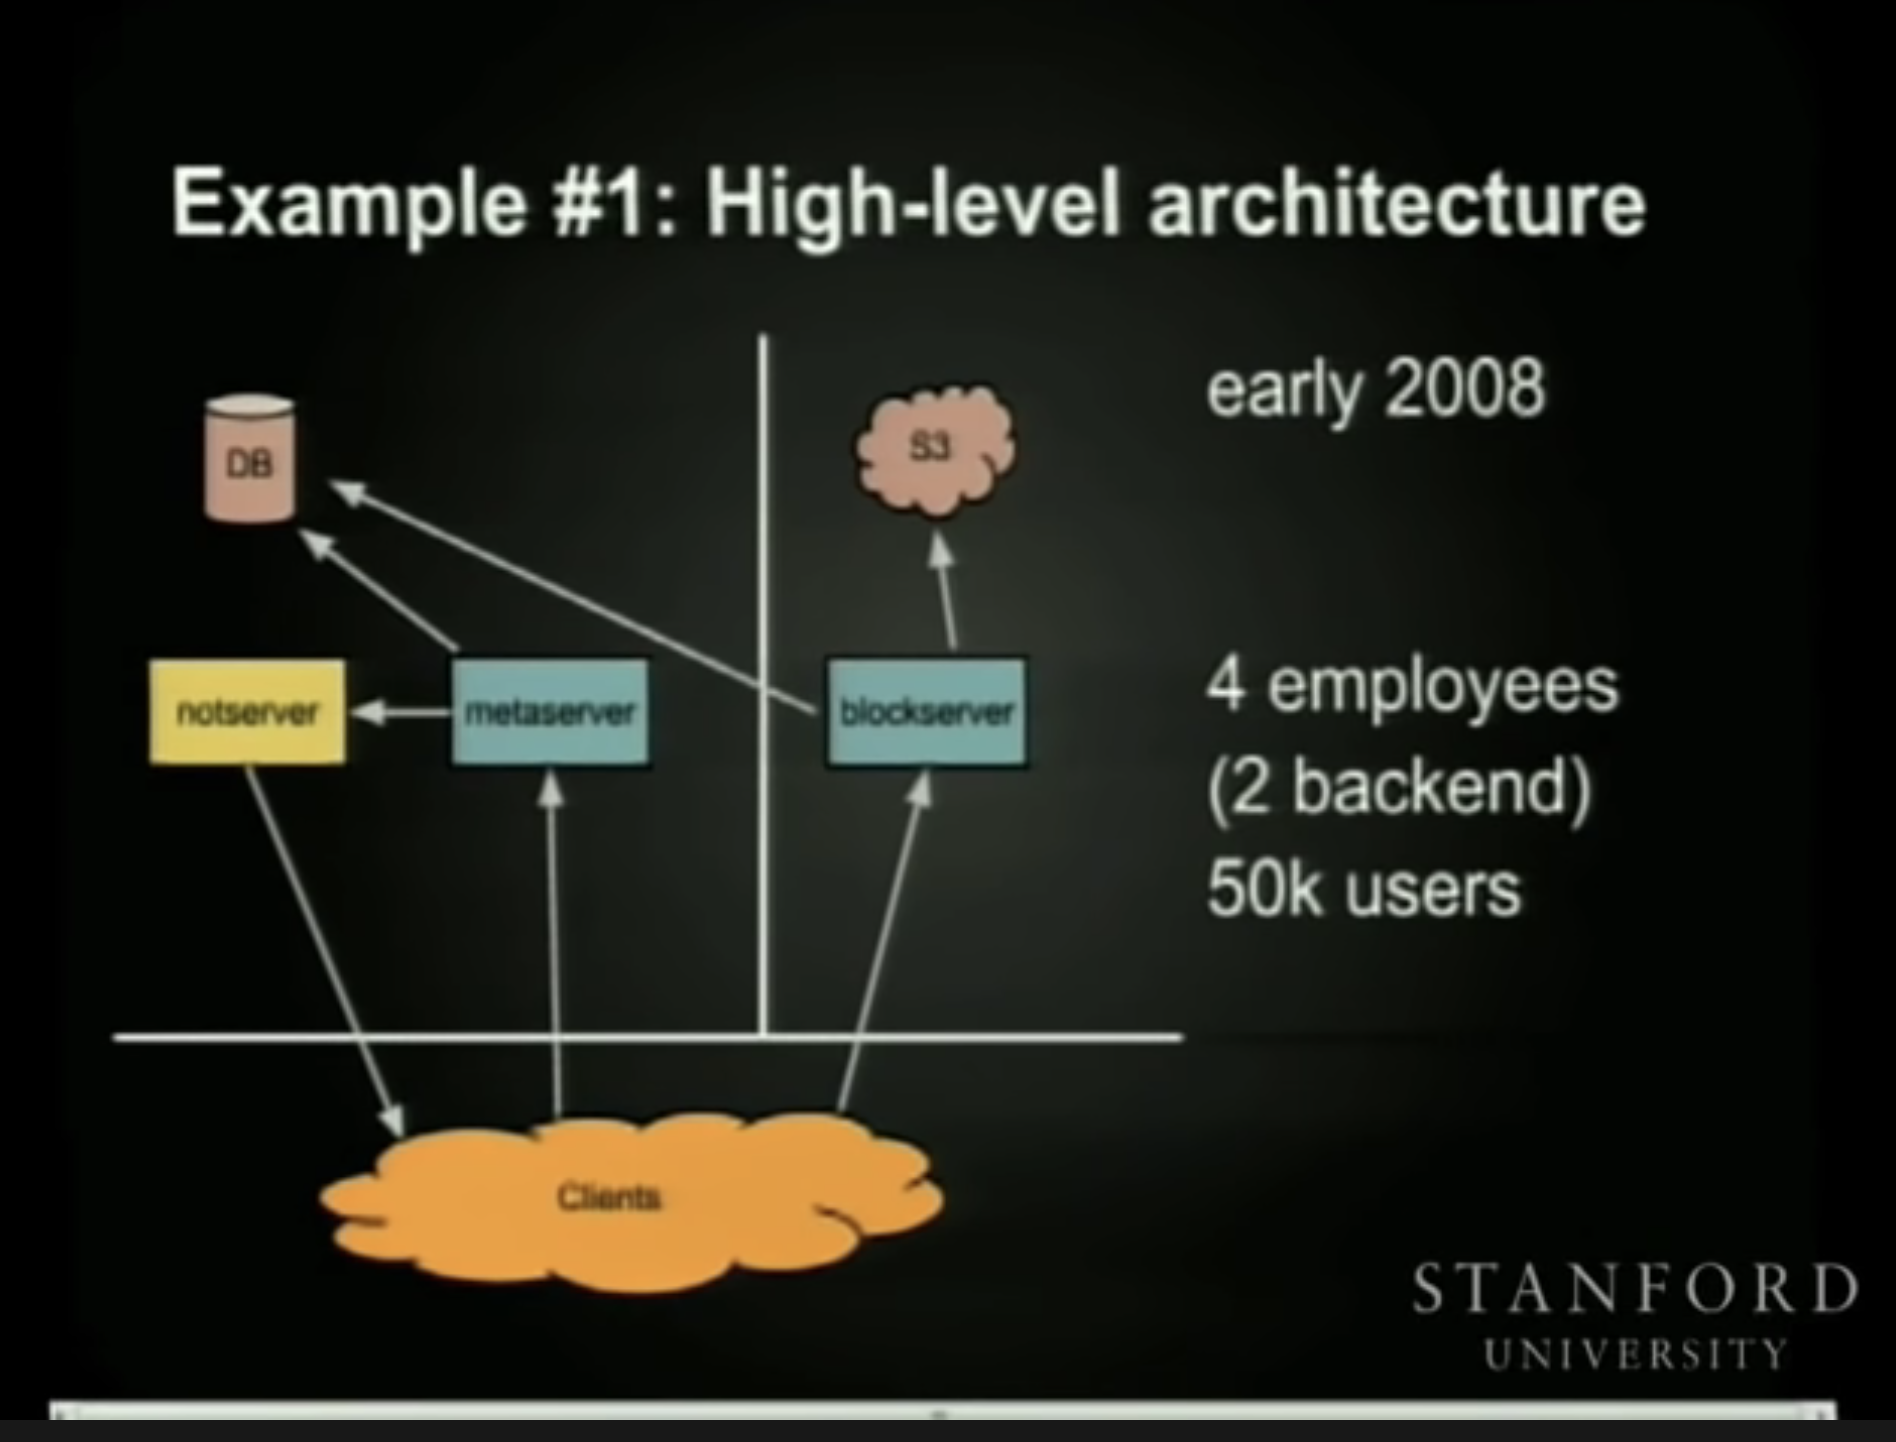 Example #1: High-level architecture
early 2008
DB
S3
4 employees
(2 backend)
50k users
notserver
metaserver
blockserver
Clients
STANFORD
UNIVERSITY